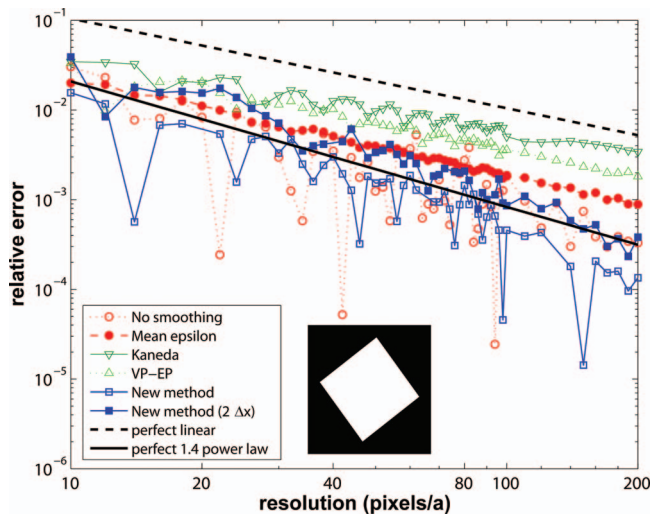 10⁻¹
10⁻²
10⁻³
10⁻⁴
10⁻⁵
10⁻⁶
relative error
No smoothing
Mean epsilon
Kaneda
VP-EP
New method
New method (2 Δx)
perfect linear
perfect 1.4 power law
10 20 40 60 80 100 200
resolution (pixels/a)